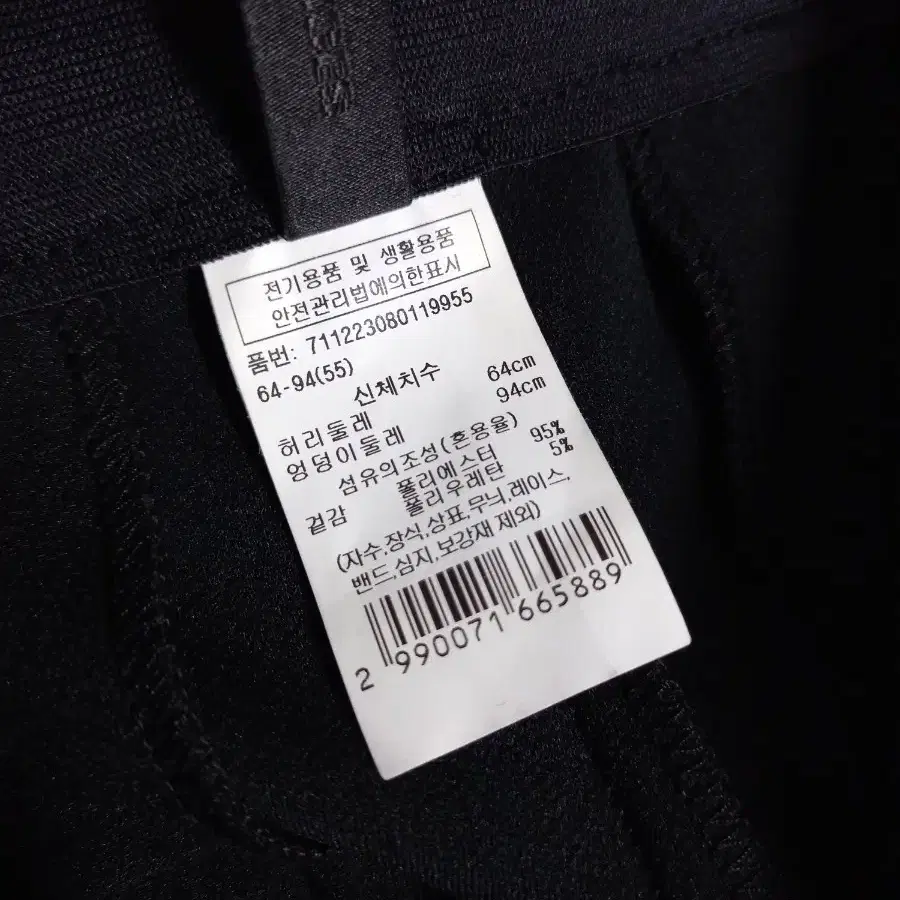 전기용품 및 생활용품
안전관리법에의한표시
품번: 711223080119955
64-94(55)
신체치수
허리둘레 64cm
엉덩이둘레 94cm
섬유의조성(혼용율)
겉감 폴리에스터 95%
폴리우레탄 5%
(자수,장식,상표,무늬,레이스,
밴드,심지,보강재 제외)
2 990071 665889